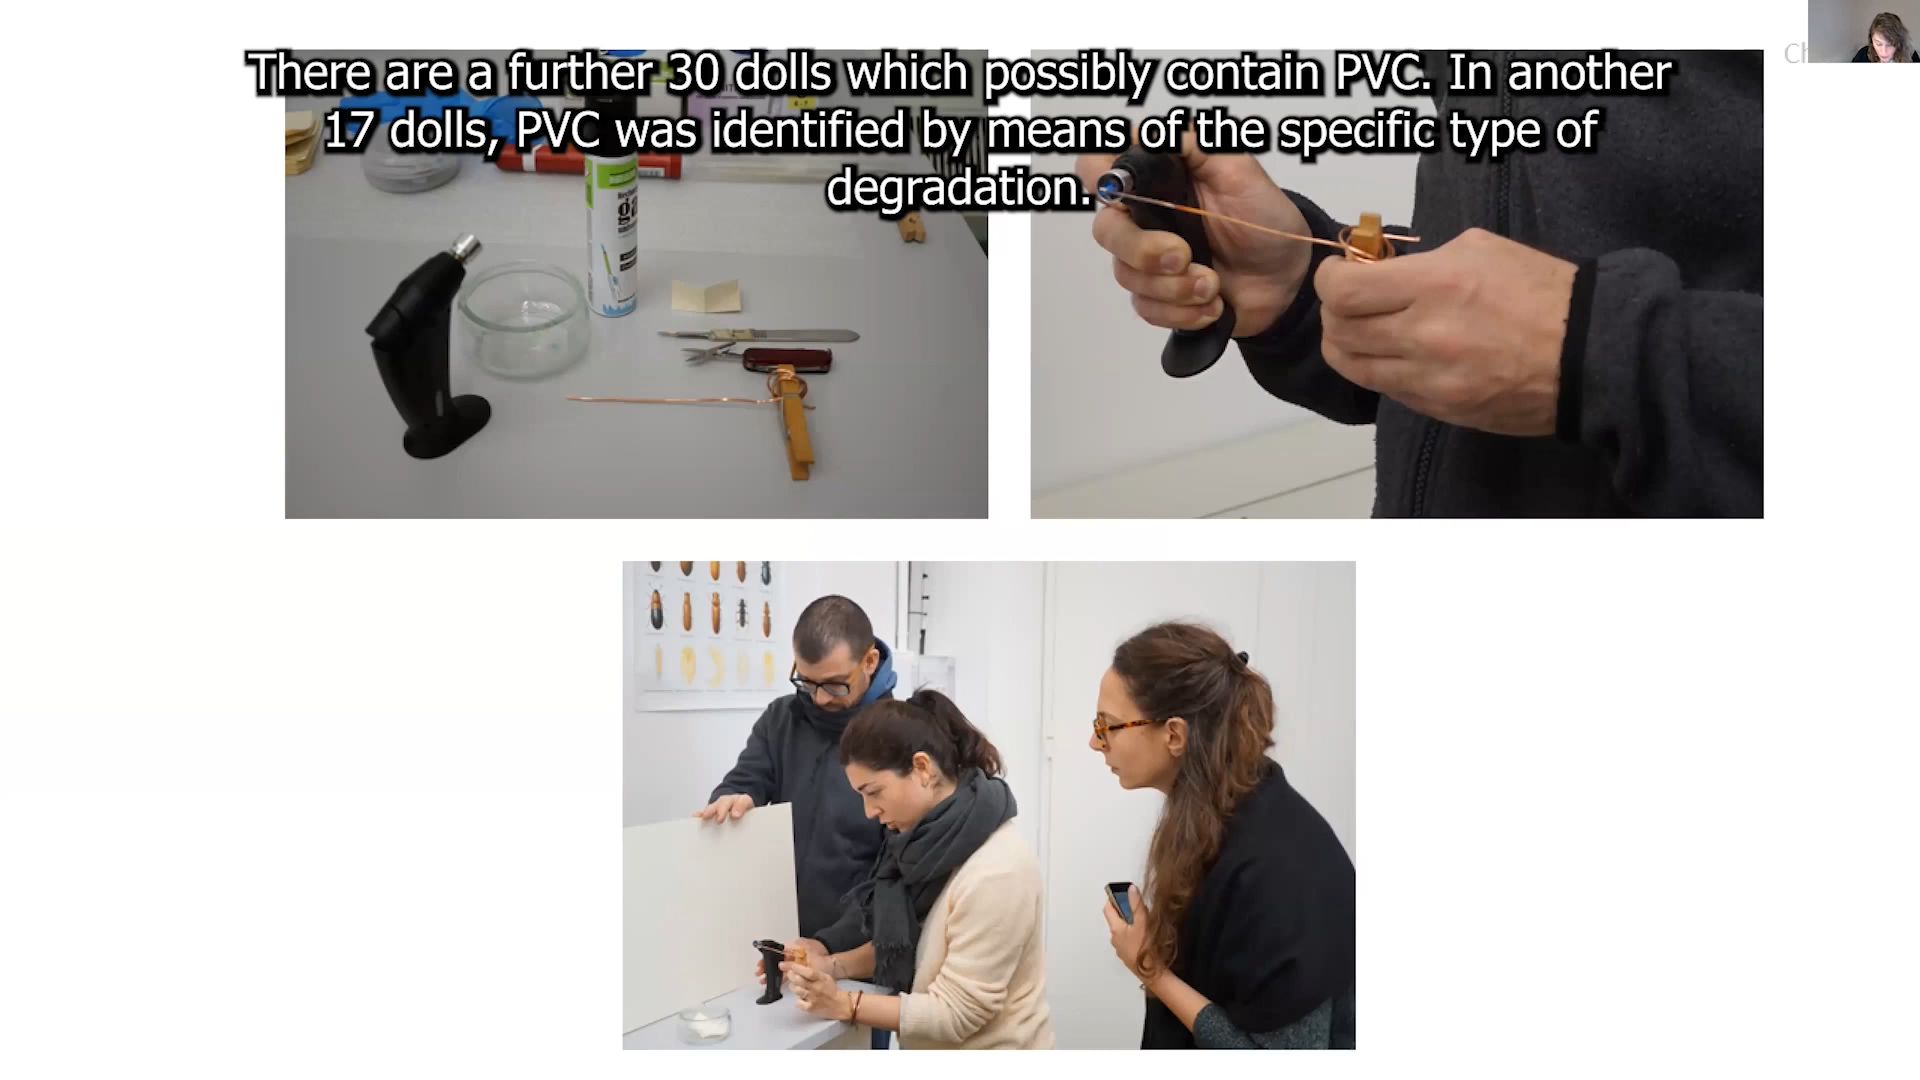 There are a further 30 dolls which possibly contain PVC. In another
17 dolls, PVC was identified by means of the specific type of
degradation.